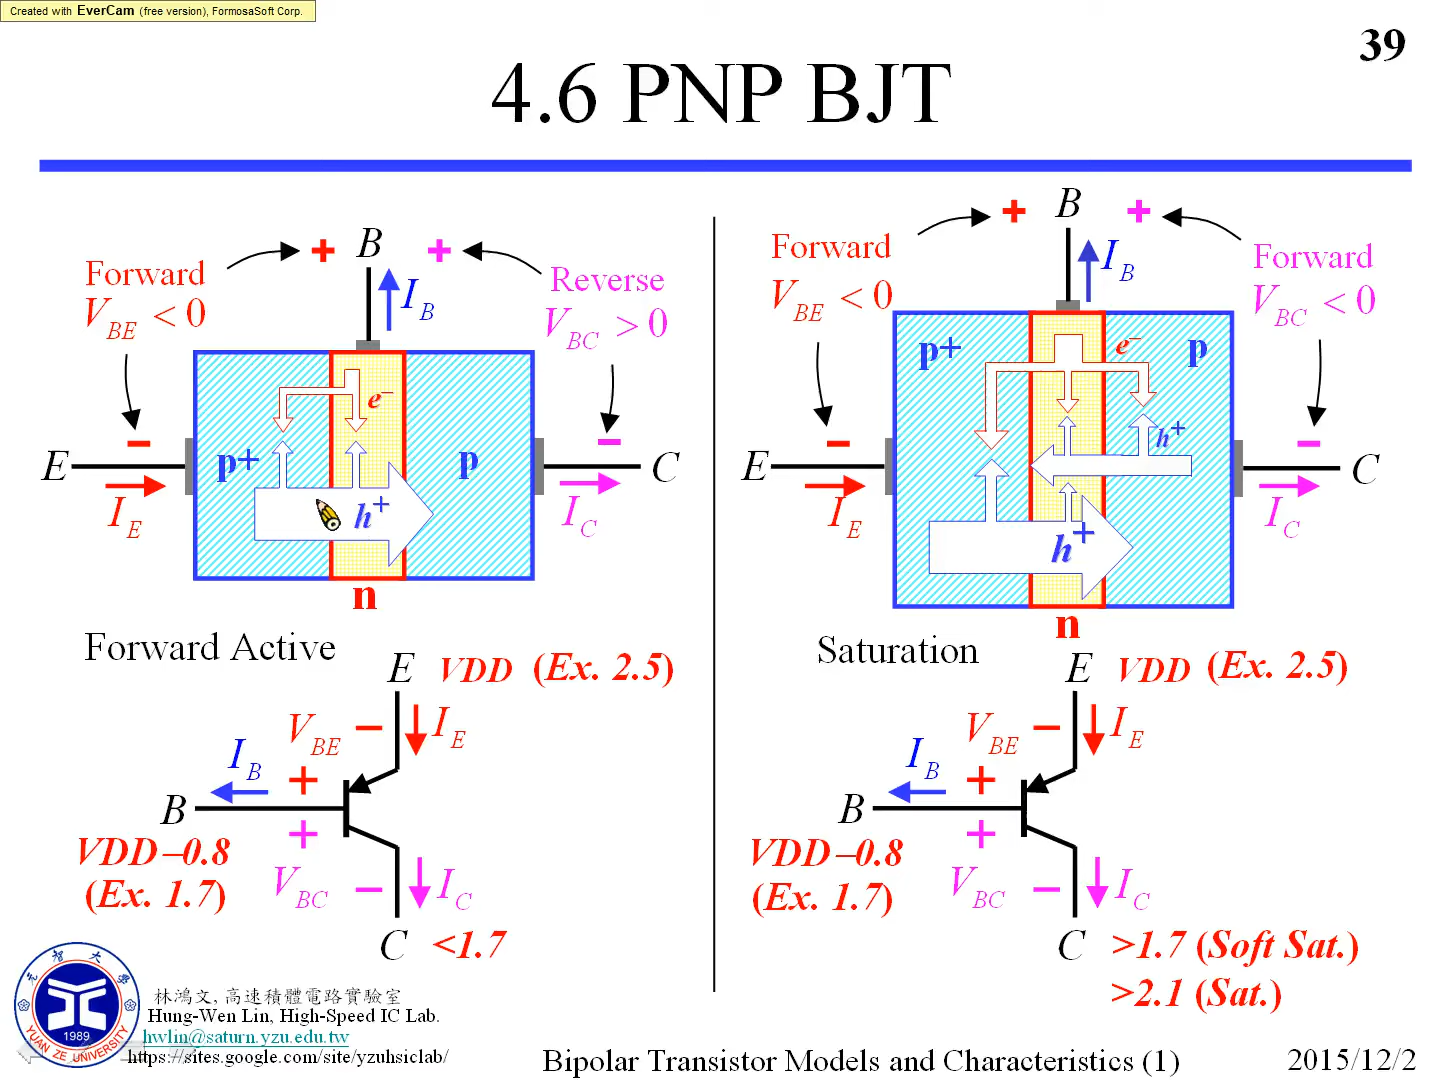 Created with EverCam (free version), FormosaSoft Corp.
39
4.6 PNP BJT
Forward
V_BE < 0
+ B +
I_B
Reverse
V_BC > 0
e−
−
−
E
p+
p
C
I_E
h+
I_C
n
Forward Active
E VDD (Ex. 2.5)
V_BE −
I_E
I_B
+
B
+
VDD−0.8
(Ex. 1.7)
V_BC −
I_C
C <1.7
Forward
V_BE < 0
+ B +
I_B
Forward
V_BC < 0
p+
e−
p
−
h+
−
E
C
I_E
h+
I_C
n
Saturation
E VDD (Ex. 2.5)
V_BE −
I_E
I_B
+
B
+
VDD−0.8
(Ex. 1.7)
V_BC −
I_C
C >1.7 (Soft Sat.)
>2.1 (Sat.)
元智大學
1989
YUAN ZE UNIVERSITY
林鴻文, 高速積體電路實驗室
Hung-Wen Lin, High-Speed IC Lab.
hwlin@saturn.yzu.edu.tw
https://sites.google.com/site/yzuhsiclab/
Bipolar Transistor Models and Characteristics (1)
2015/12/2